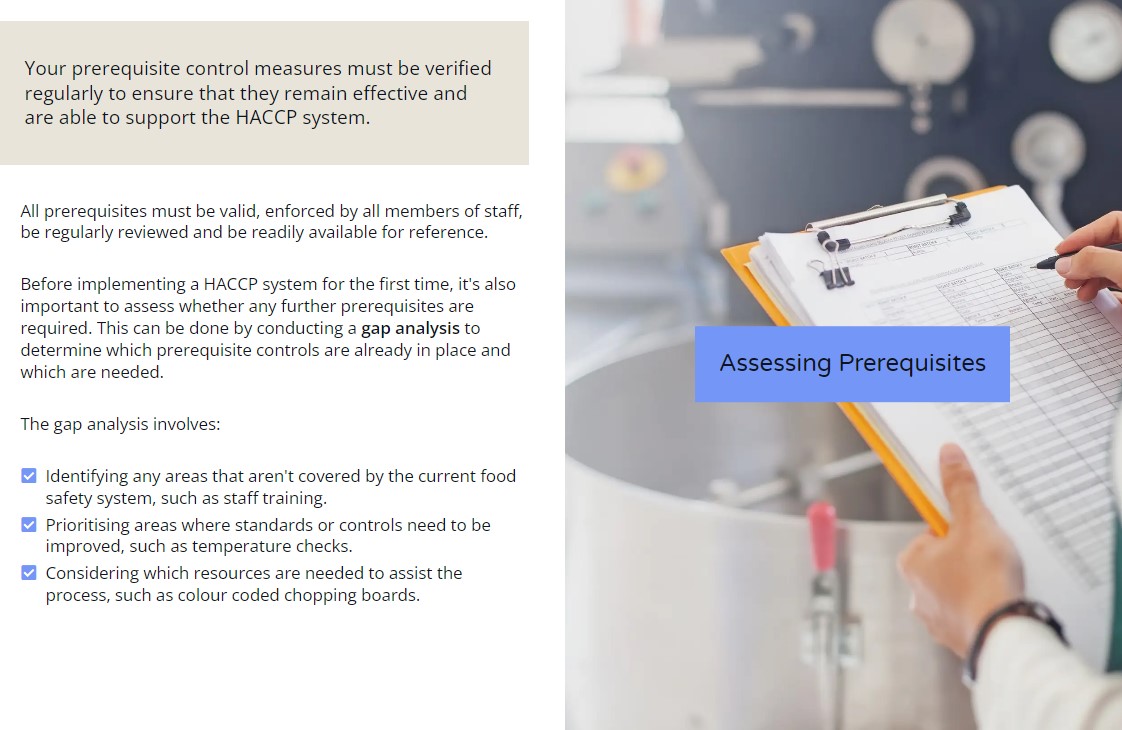 Your prerequisite control measures must be verified
regularly to ensure that they remain effective and
are able to support the HACCP system.
All prerequisites must be valid, enforced by all members of staff,
be regularly reviewed and be readily available for reference.
Before implementing a HACCP system for the first time, it's also
important to assess whether any further prerequisites are
required. This can be done by conducting a gap analysis to
determine which prerequisite controls are already in place and
which are needed.
The gap analysis involves:
Identifying any areas that aren't covered by the current food
safety system, such as staff training.
Prioritising areas where standards or controls need to be
improved, such as temperature checks.
Considering which resources are needed to assist the
process, such as colour coded chopping boards.
Assessing Prerequisites